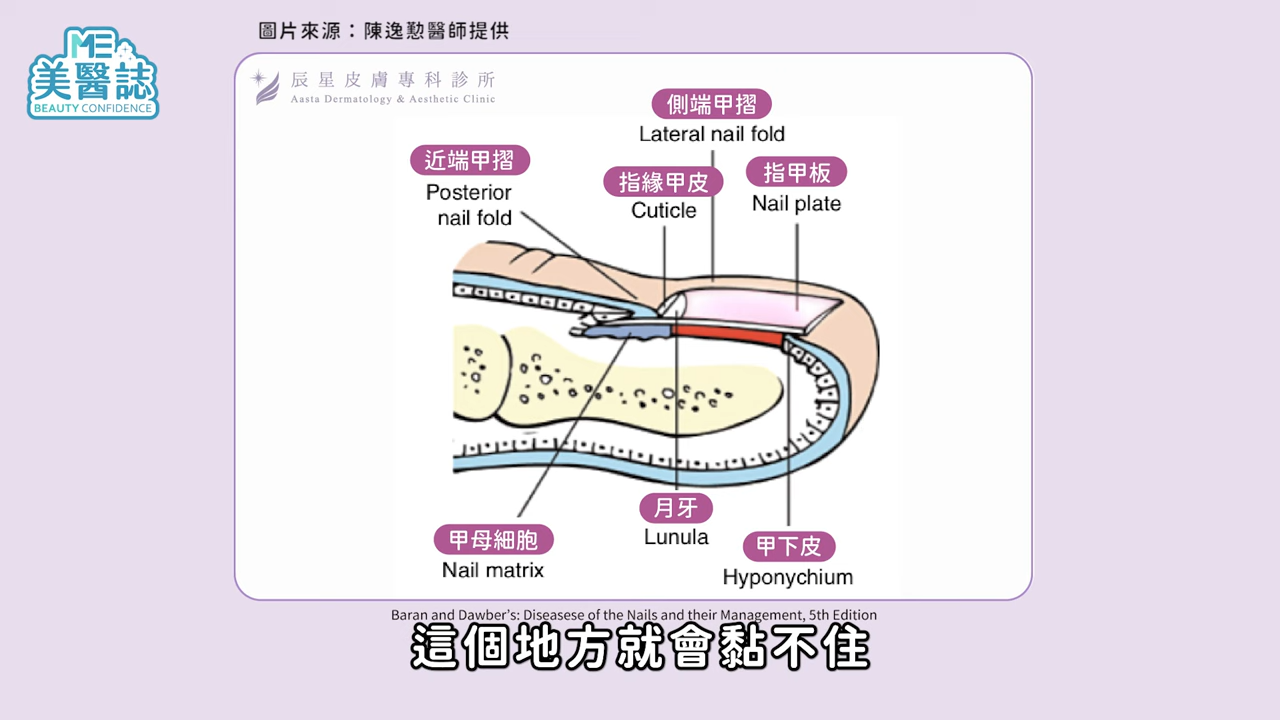 圖片來源：陳逸懃醫師提供
美醫誌
BEAUTY CONFIDENCE
辰星皮膚專科診所
Aasta Dermatology & Aesthetic Clinic
側端甲摺
Lateral nail fold
近端甲摺
Posterior
nail fold
指緣甲皮
Cuticle
指甲板
Nail plate
月牙
Lunula
甲母細胞
Nail matrix
甲下皮
Hyponychium
Baran and Dawber's: Diseasese of the Nails and their Management, 5th Edition
這個地方就會黏不住